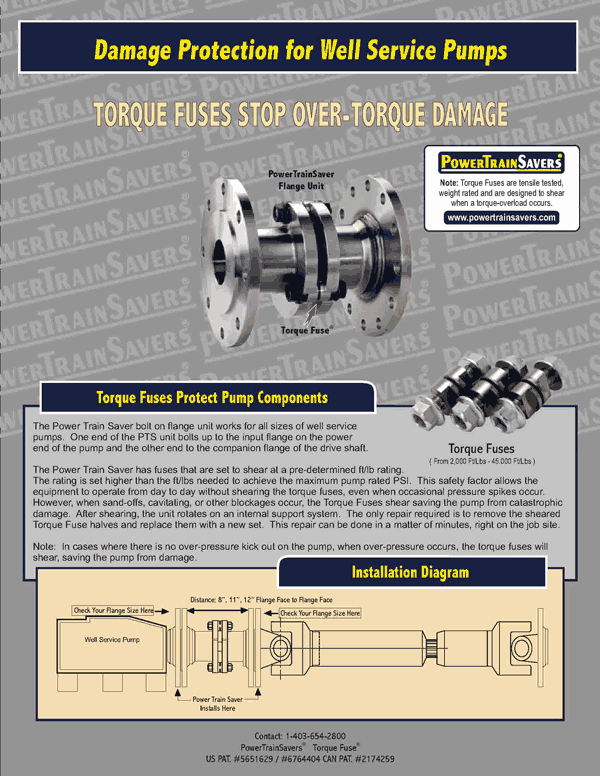 Damage Protection for Well Service Pumps
TORQUE FUSES STOP OVER-TORQUE DAMAGE
POWERTRAINSAVERS®
Note: Torque Fuses are tensile tested,
weight rated and are designed to shear
when a torque-overload occurs.
www.powertrainsavers.com
PowerTrainSaver
Flange Unit
Torque Fuse®
Torque Fuses Protect Pump Components
The Power Train Saver bolt on flange unit works for all sizes of well service
pumps. One end of the PTS unit bolts up to the input flange on the power
end of the pump and the other end to the companion flange of the drive shaft.
Torque Fuses
( From 2,000 Ft/Lbs - 45,000 Ft/Lbs )
The Power Train Saver has fuses that are set to shear at a pre-determined ft/lb rating.
The rating is set higher than the ft/lbs needed to achieve the maximum pump rated PSI. This safety factor allows the
equipment to operate from day to day without shearing the torque fuses, even when occasional pressure spikes occur.
However, when sand-offs, cavitating, or other blockages occur, the Torque Fuses shear saving the pump from catastrophic
damage. After shearing, the unit rotates on an internal support system. The only repair required is to remove the sheared
Torque Fuse halves and replace them with a new set. This repair can be done in a matter of minutes, right on the job site.
Note: In cases where there is no over-pressure kick out on the pump, when over-pressure occurs, the torque fuses will
shear, saving the pump from damage.
Installation Diagram
Distance: 8", 11", 12" Flange Face to Flange Face
Check Your Flange Size Here
Check Your Flange Size Here
Well Service Pump
Power Train Saver
Installs Here
Contact: 1-403-654-2800
PowerTrainSavers® Torque Fuse®
US PAT. #5651629 / #6764404 CAN PAT. #2174259